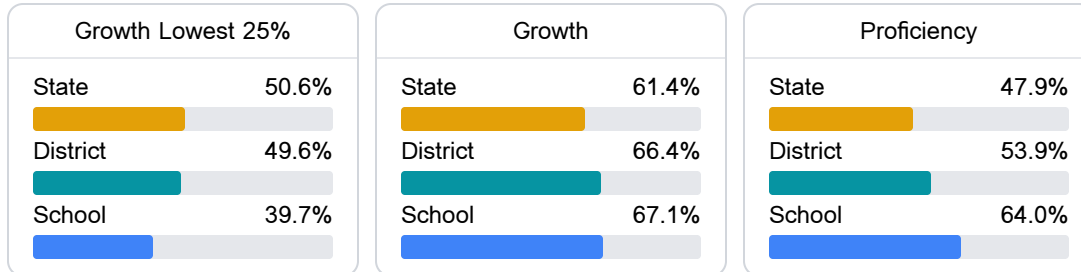 Growth Lowest 25%
State 50.6%
District 49.6%
School 39.7%
Growth
State 61.4%
District 66.4%
School 67.1%
Proficiency
State 47.9%
District 53.9%
School 64.0%